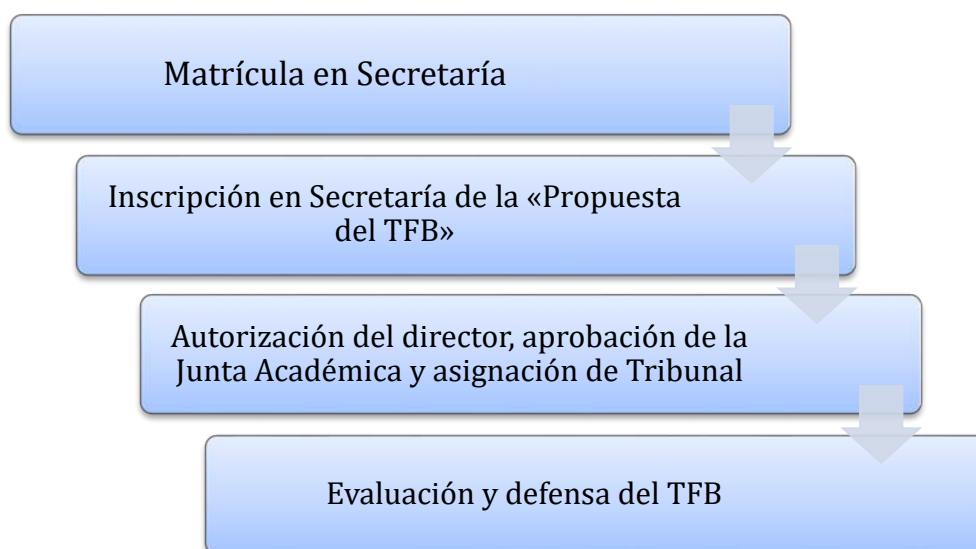 Matrícula en Secretaría
Inscripción en Secretaría de la «Propuesta
del TFB»
Autorización del director, aprobación de la
Junta Académica y asignación de Tribunal
Evaluación y defensa del TFB